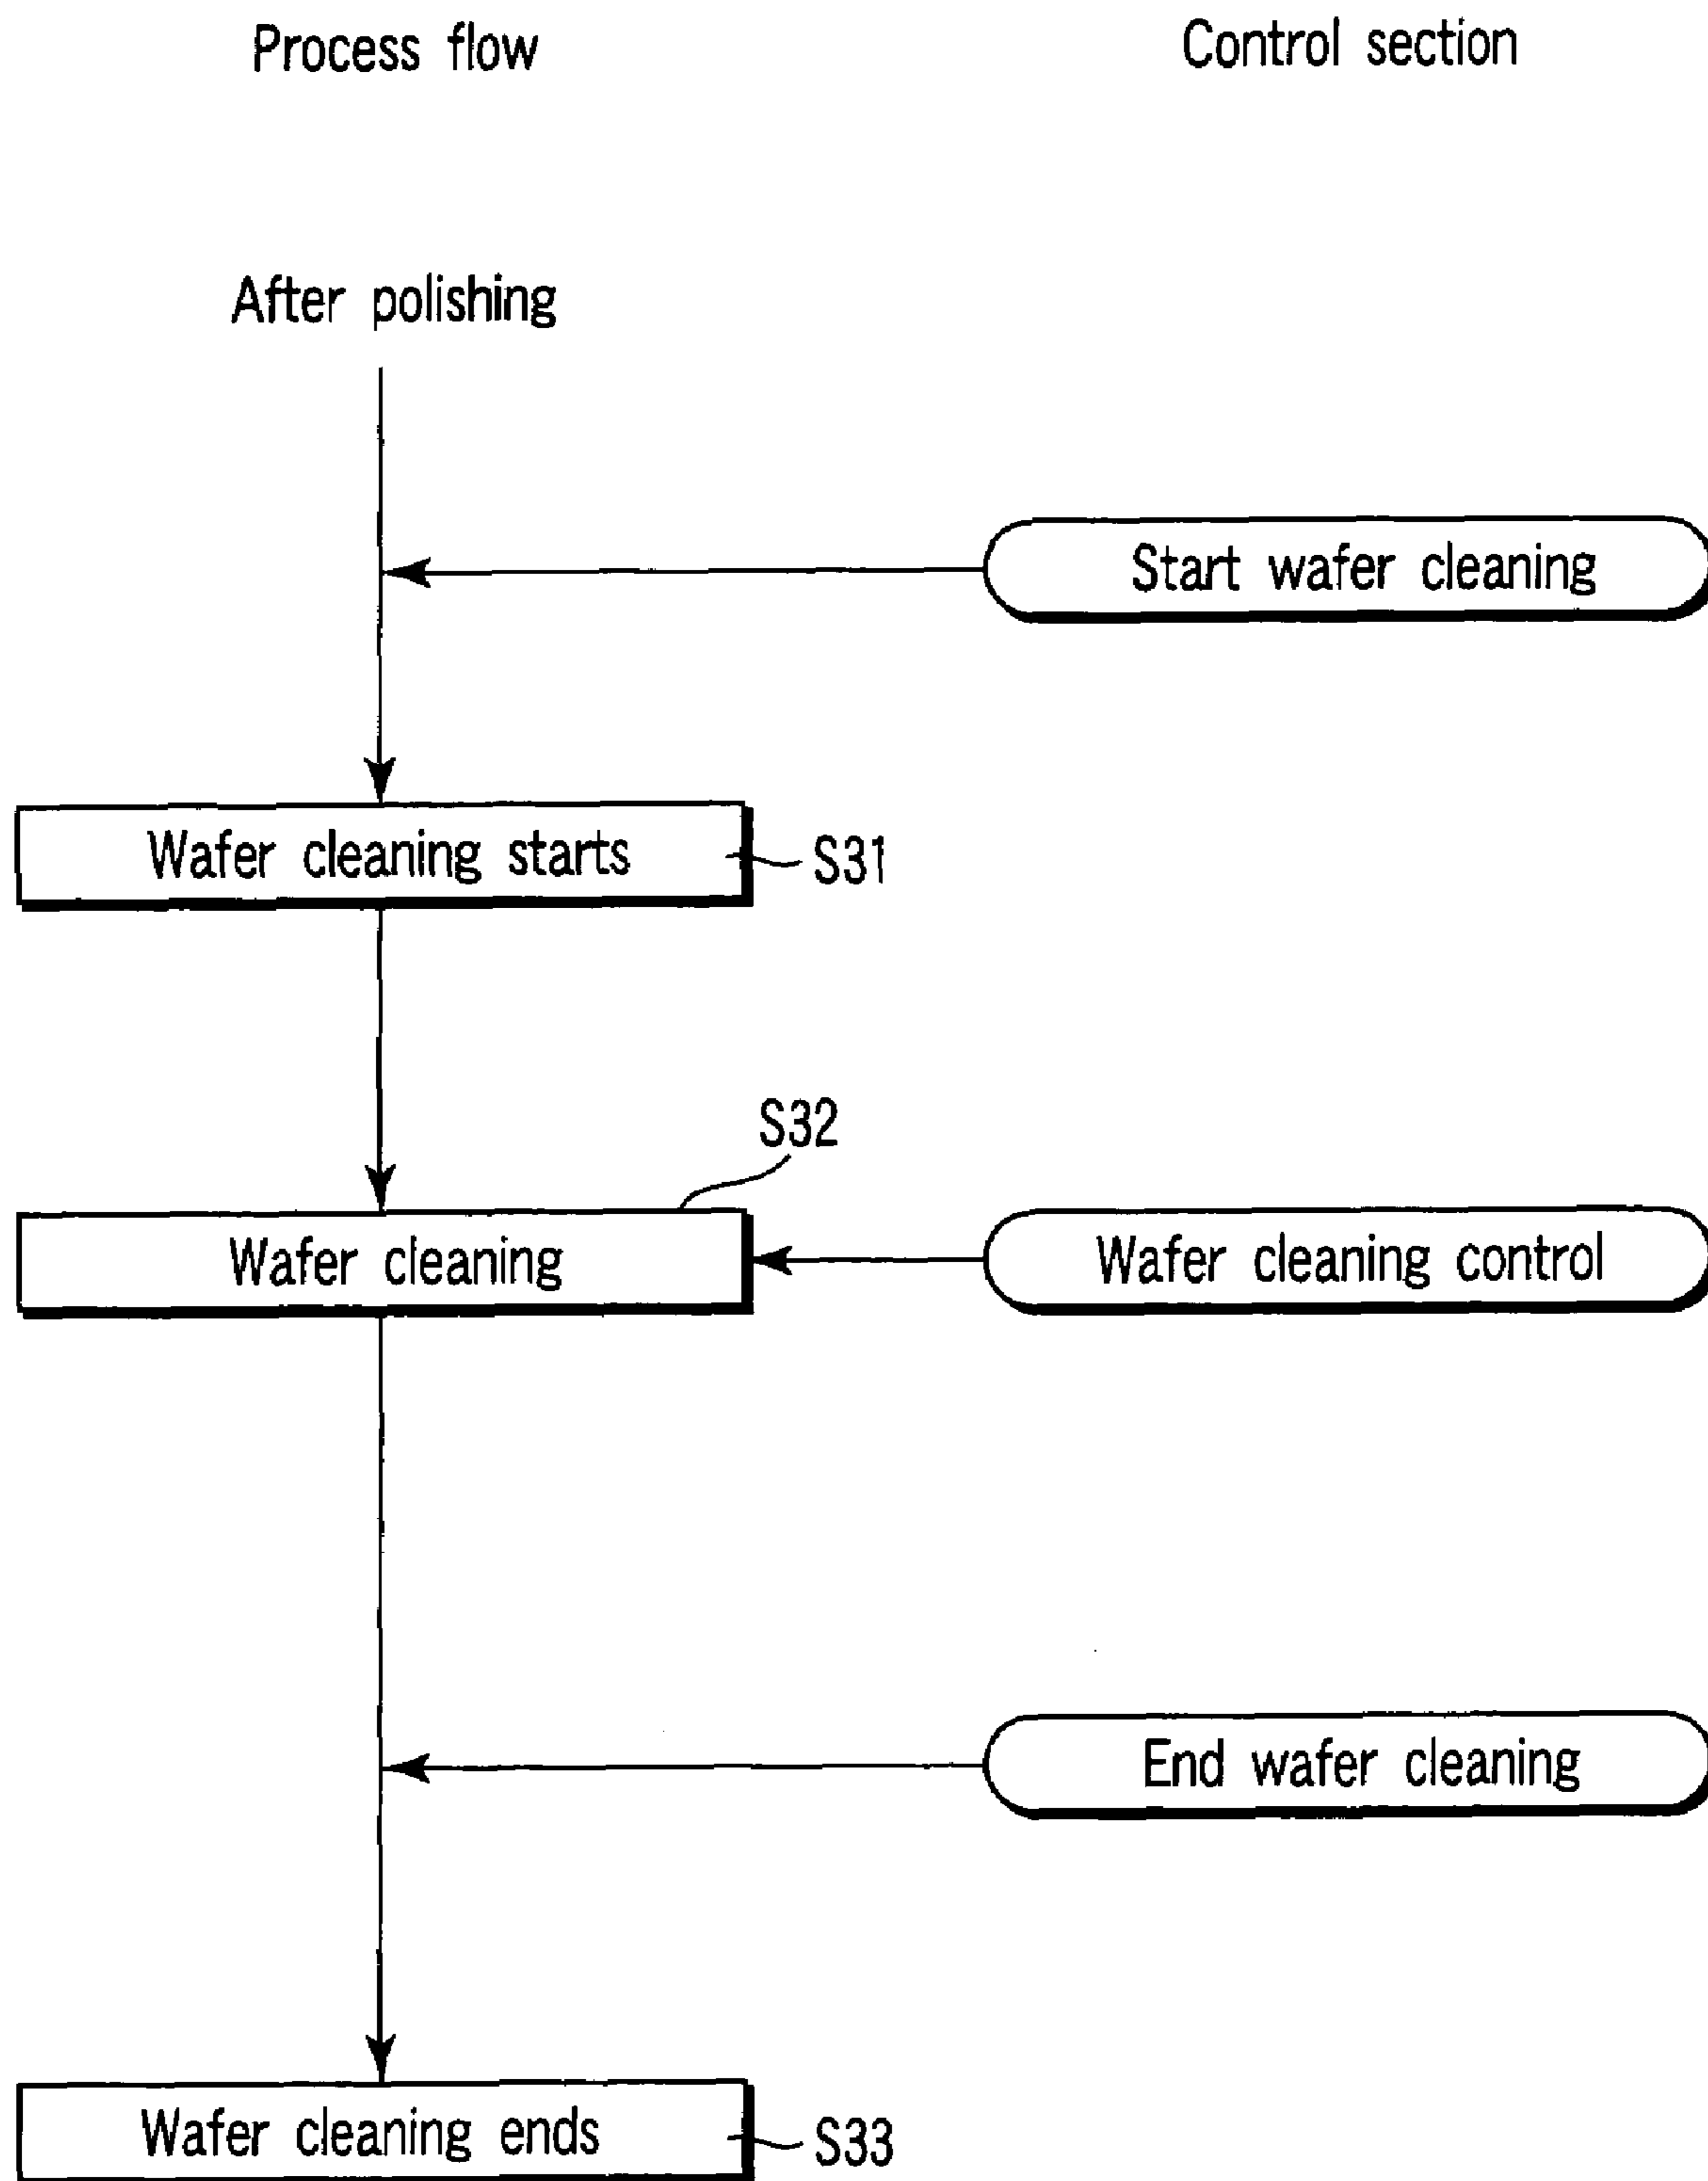 Process flow
Control section
After polishing
Start wafer cleaning
Wafer cleaning starts
S31
S32
Wafer cleaning
Wafer cleaning control
End wafer cleaning
Wafer cleaning ends
S33